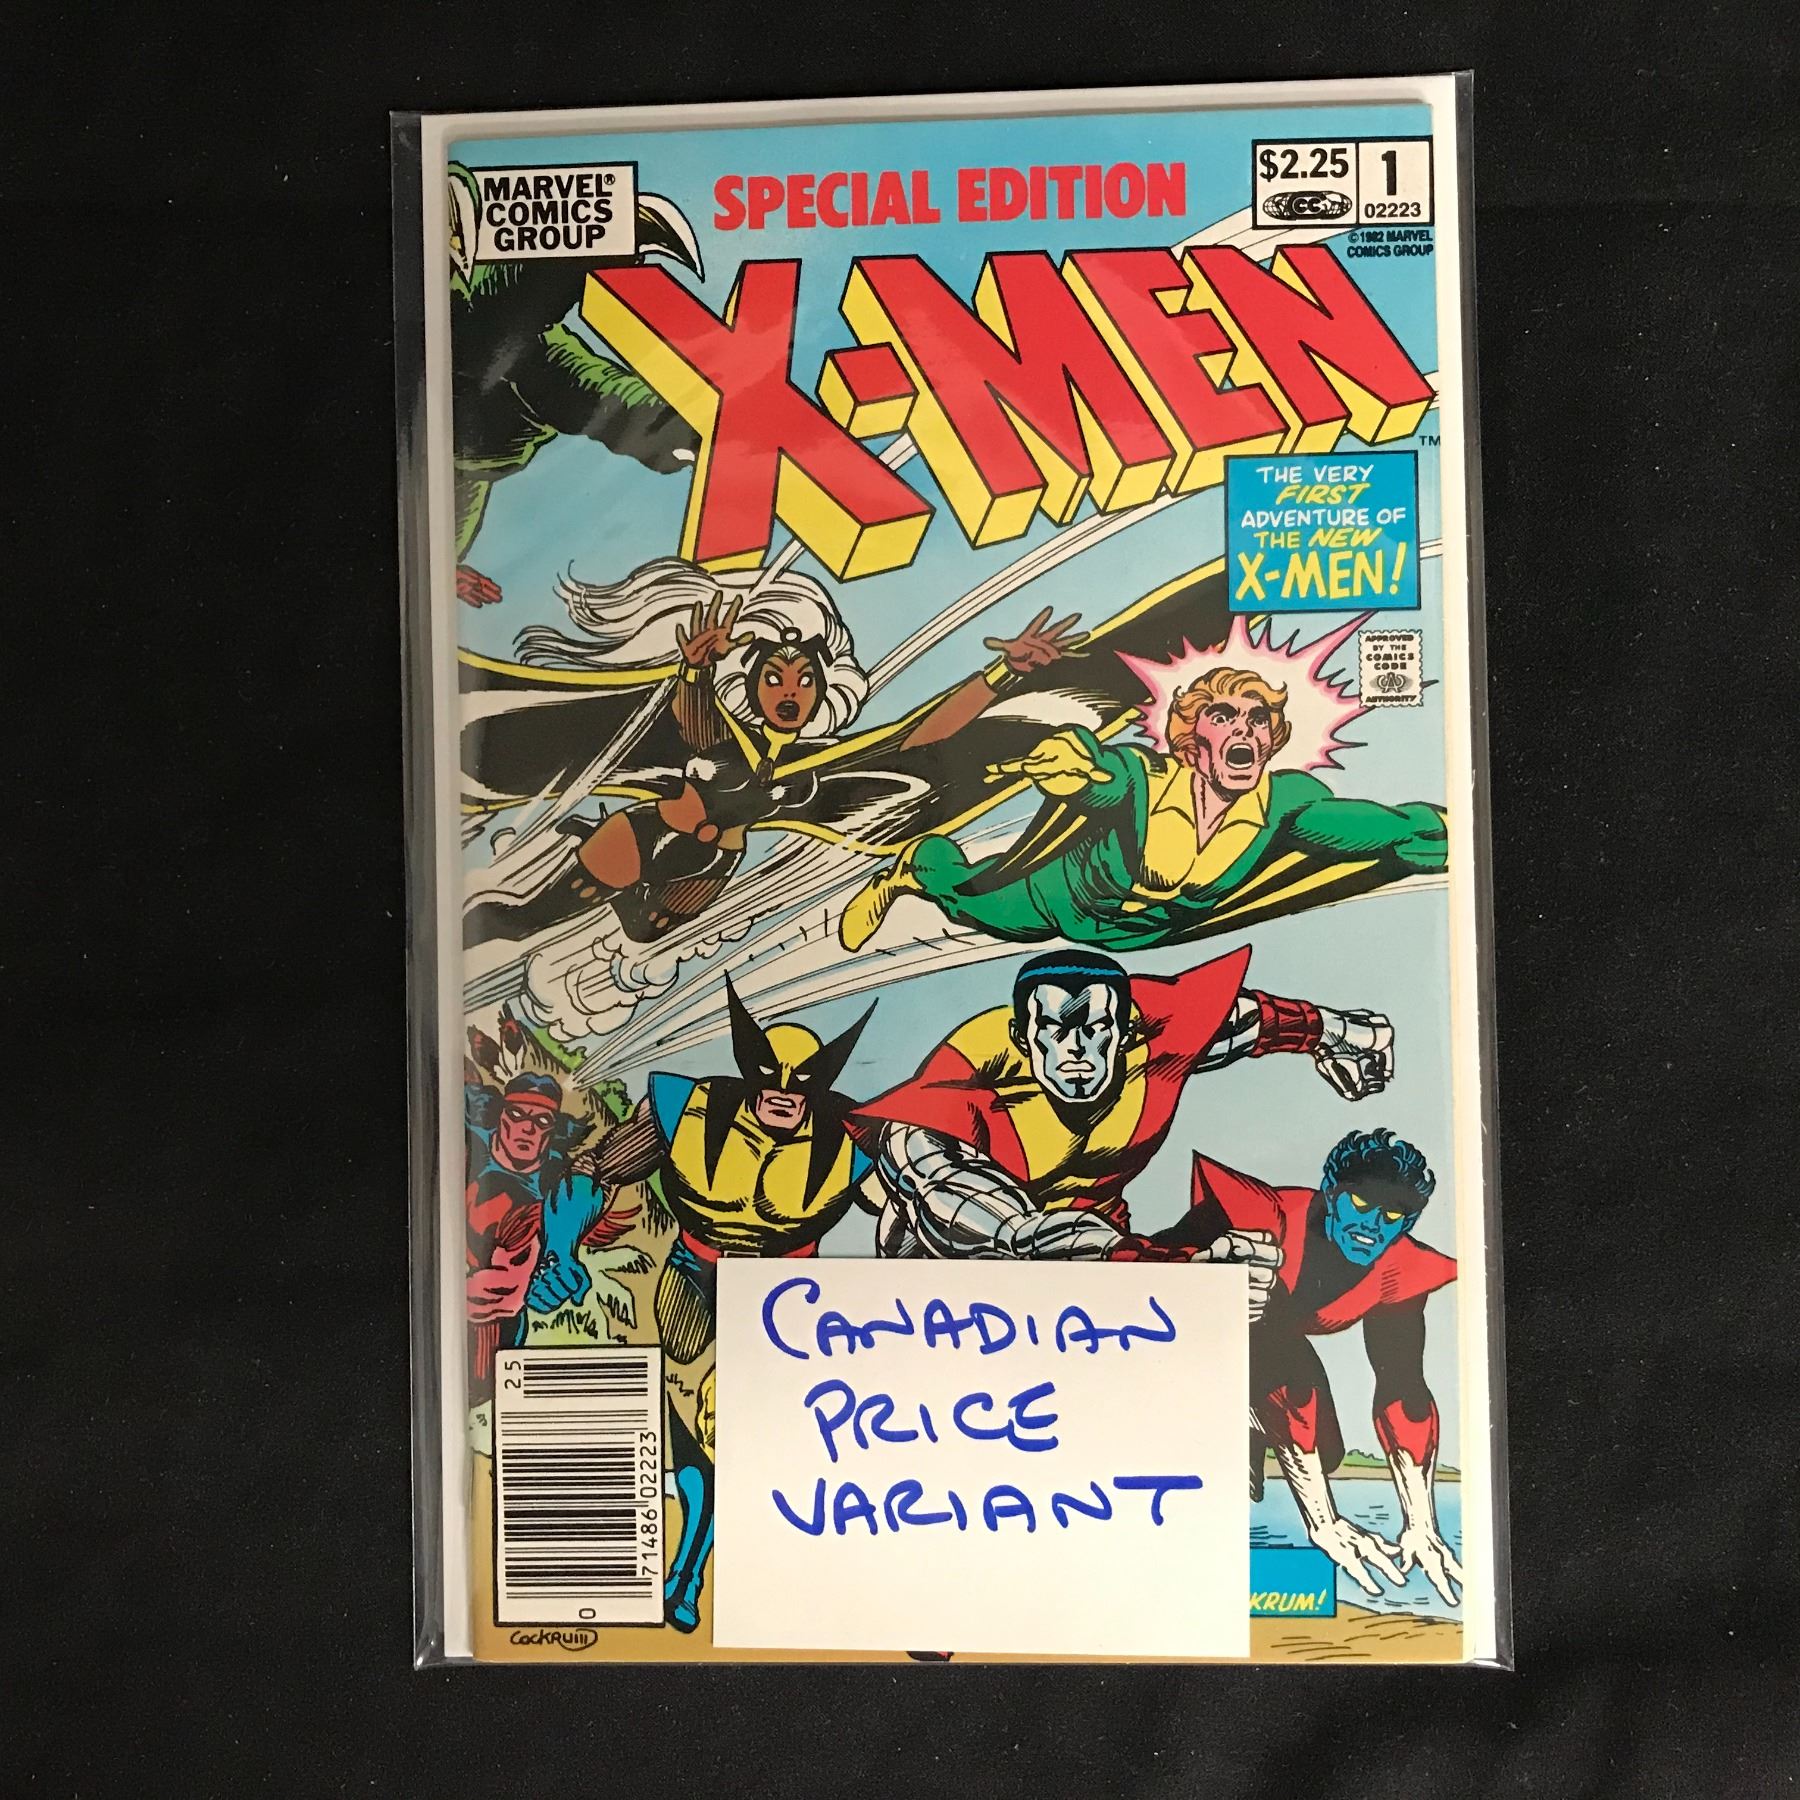 MARVEL®
COMICS
GROUP
SPECIAL EDITION
$2.25
CC
1
02223
©1982 MARVEL
COMICS GROUP
X-MEN
TM
THE VERY
FIRST
ADVENTURE OF
THE NEW
X-MEN!
APPROVED
BY THE
COMICS
CODE
A
AUTHORITY
CANADIAN
PRICE
VARIANT
25
71486 02223
0
COCKRUM
KRUM!